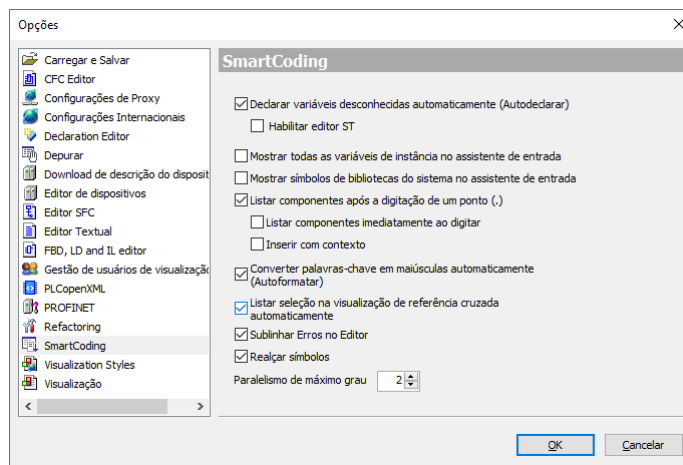 Opções
Carregar e Salvar
CFC Editor
Configurações de Proxy
Configurações Internacionais
Declaration Editor
Depurar
Download de descrição do disposit
Editor de dispositivos
Editor SFC
Editor Textual
FBD, LD and IL editor
Gestão de usuários de visualização
PLCopenXML
PROFINET
Refactoring
SmartCoding
Visualization Styles
Visualização
SmartCoding
Declarar variáveis desconhecidas automaticamente (Autodeclarar)
Habilitar editor ST
Mostrar todas as variáveis de instância no assistente de entrada
Mostrar símbolos de bibliotecas do sistema no assistente de entrada
Listar componentes após a digitação de um ponto (.)
Listar componentes imediatamente ao digitar
Inserir com contexto
Converter palavras-chave em maiúsculas automaticamente
(Autoformatar)
Listar seleção na visualização de referência cruzada
automaticamente
Sublinhar Erros no Editor
Realçar símbolos
Paralelismo de máximo grau 2
OK Cancelar